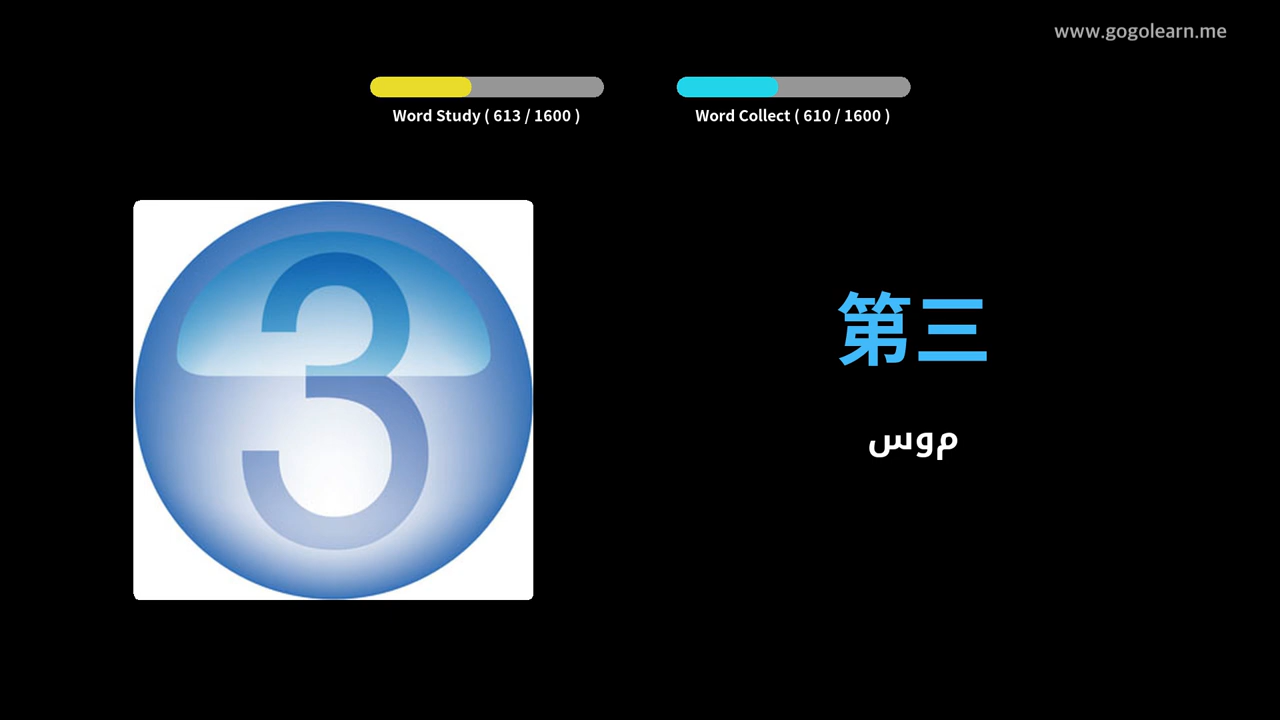 www.gogolearn.me
Word Study ( 613 / 1600 )
Word Collect ( 610 / 1600 )
3
第三
موس